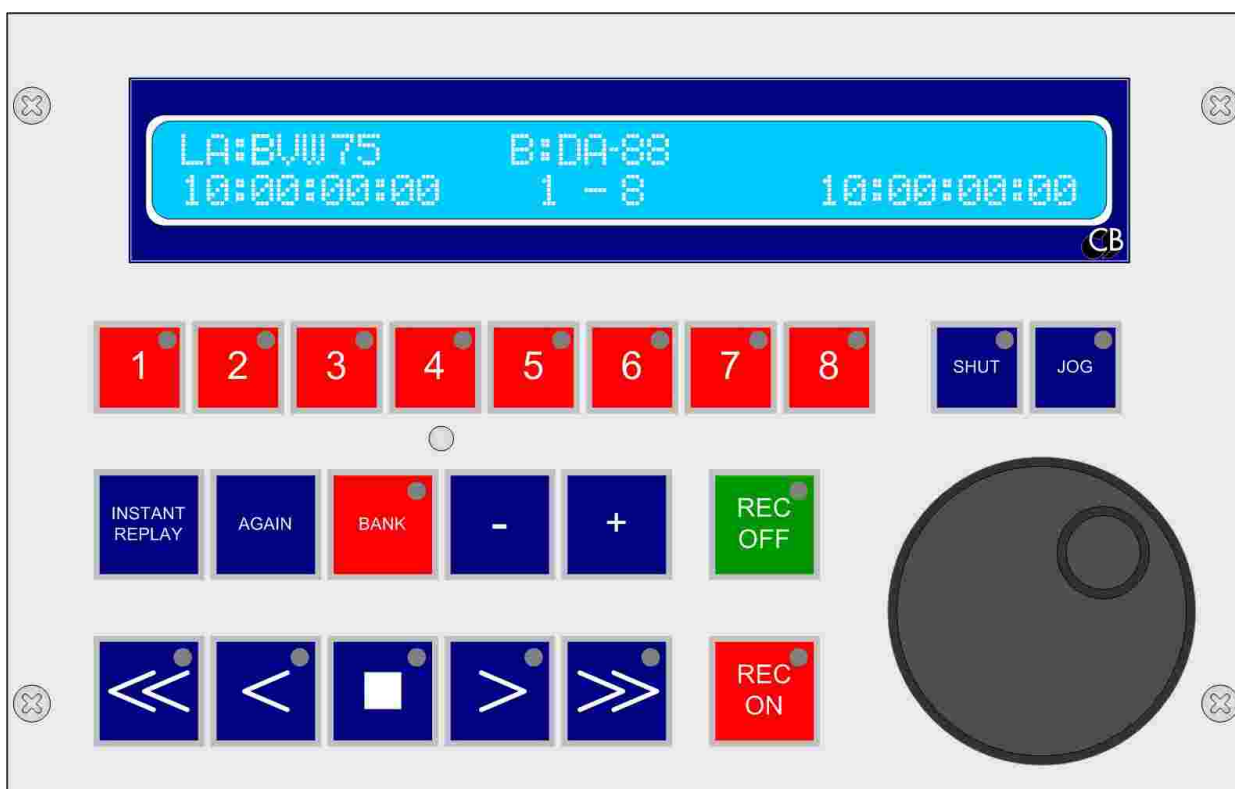 LA:BVW75 B:DA-88
10:00:00:00 1 - 8 10:00:00:00
CB
1 2 3 4 5 6 7 8 SHUT JOG
INSTANT
REPLAY
AGAIN
BANK
-
+
REC
OFF
<< < ■ > >>
REC
ON